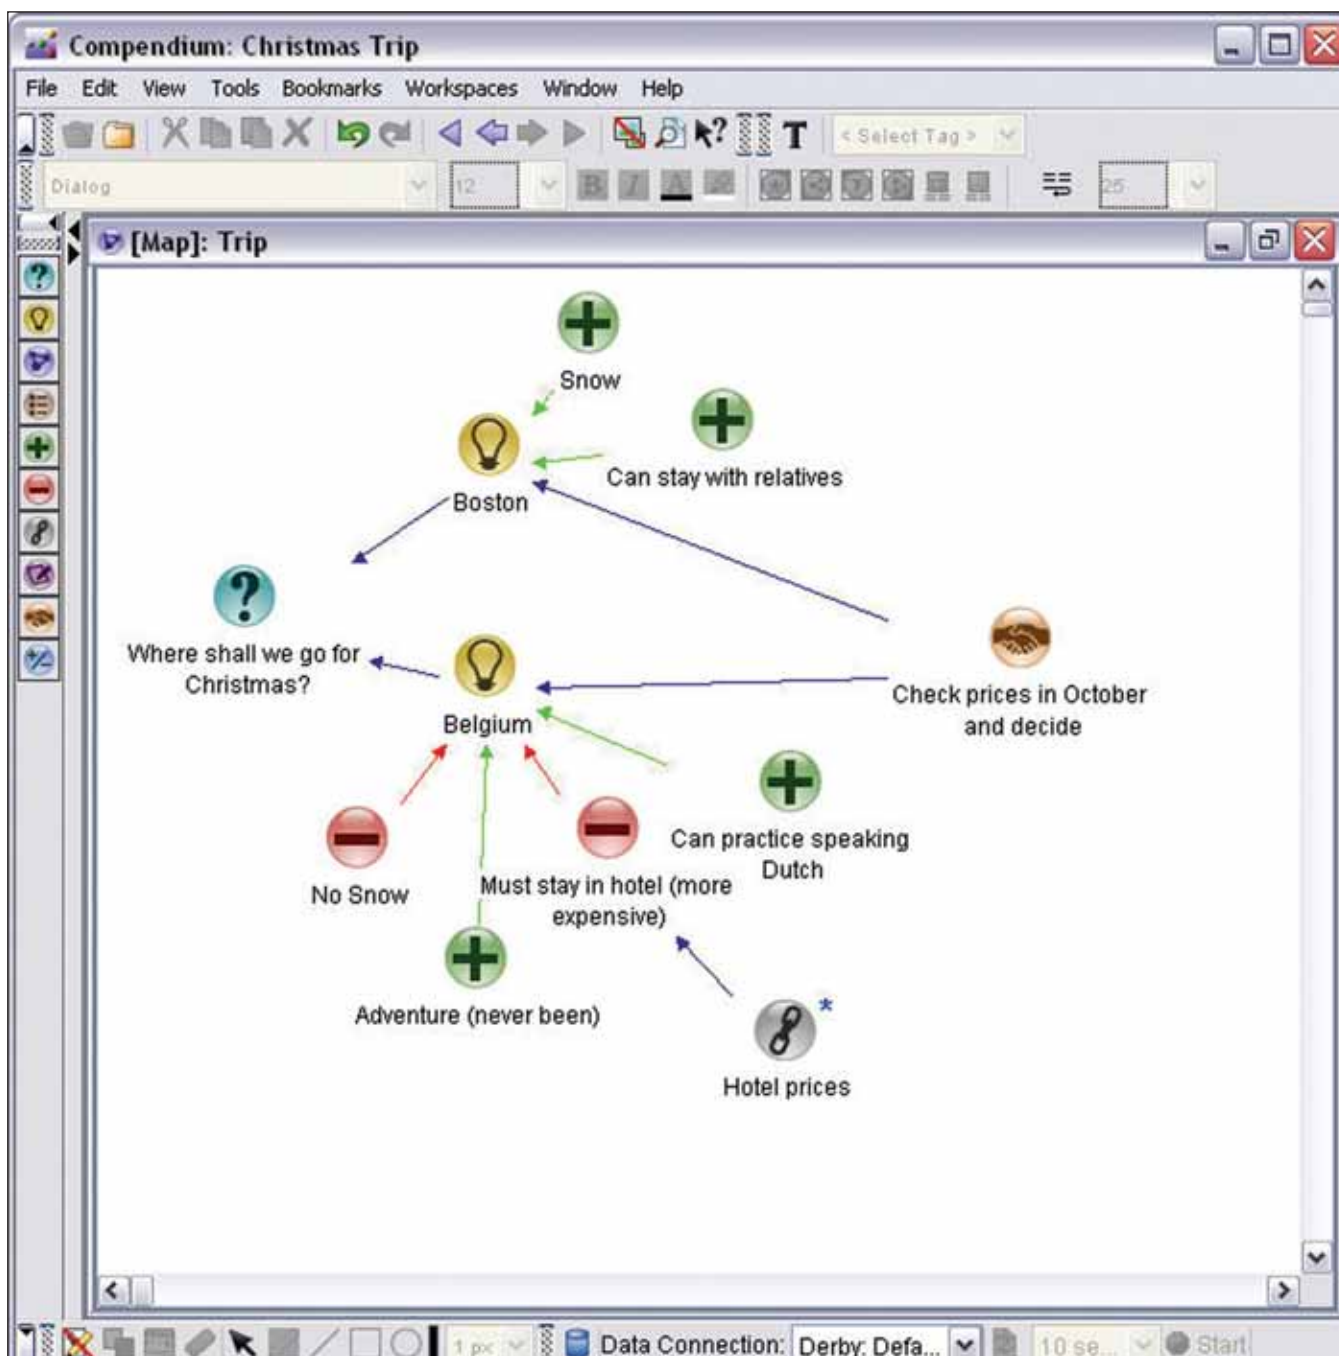 Compendium: Christmas Trip
File Edit View Tools Bookmarks Workspaces Window Help
T < Select Tag >
Dialog 12 B I A 25
[Map]: Trip
Snow
Can stay with relatives
Boston
Where shall we go for
Christmas?
Belgium
Check prices in October
and decide
Can practice speaking
Dutch
No Snow
Must stay in hotel (more
expensive)
Adventure (never been)
Hotel prices
1 px Data Connection: Derby: Defa... 10 se... Start